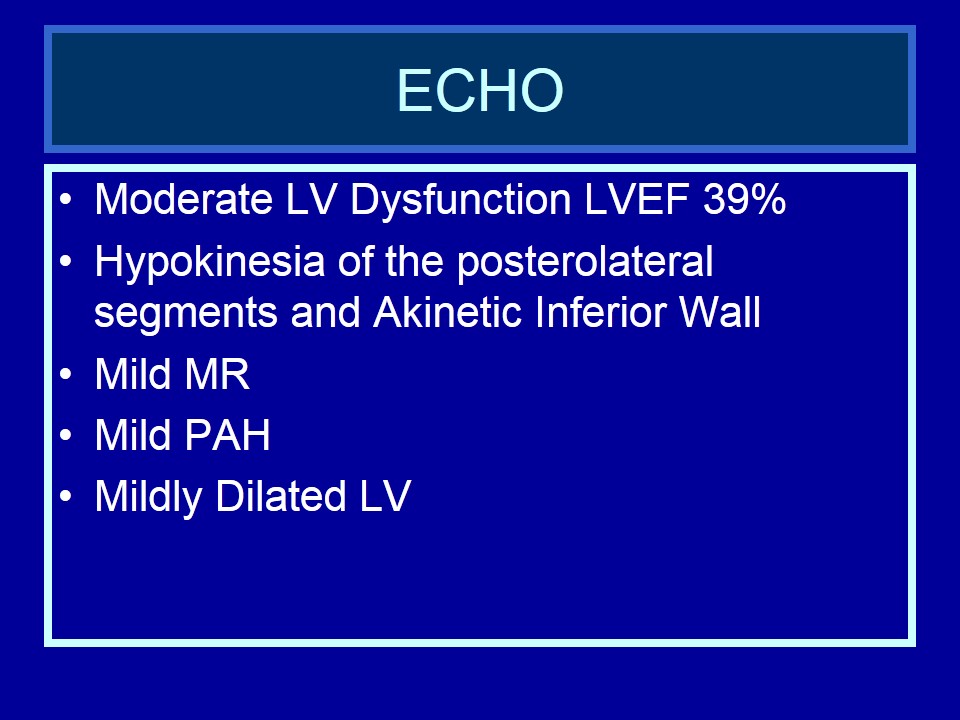 ECHO
• Moderate LV Dysfunction LVEF 39%
• Hypokinesia of the posterolateral
segments and Akinetic Inferior Wall
• Mild MR
• Mild PAH
• Mildly Dilated LV